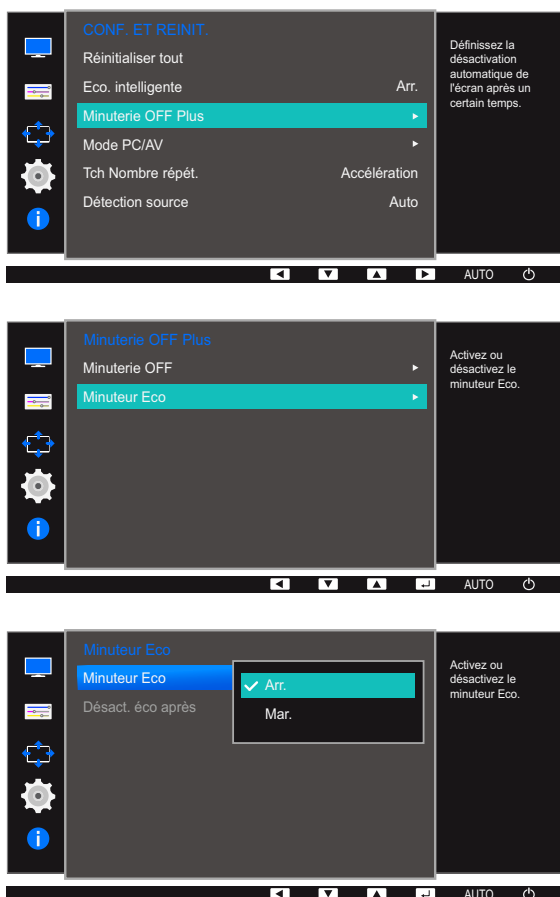 CONF. ET REINIT.
Réinitialiser tout
Eco. intelligente Arr.
Minuterie OFF Plus
Mode PC/AV
Tch Nombre répét. Accélération
Détection source Auto
Définissez la
désactivation
automatique de
l'écran après un
certain temps.
AUTO
Minuterie OFF Plus
Minuterie OFF
Minuteur Eco
Activez ou
désactivez le
minuteur Eco.
AUTO
Minuteur Eco
Minuteur Eco
Désact. éco après
Arr.
Mar.
Activez ou
désactivez le
minuteur Eco.
AUTO